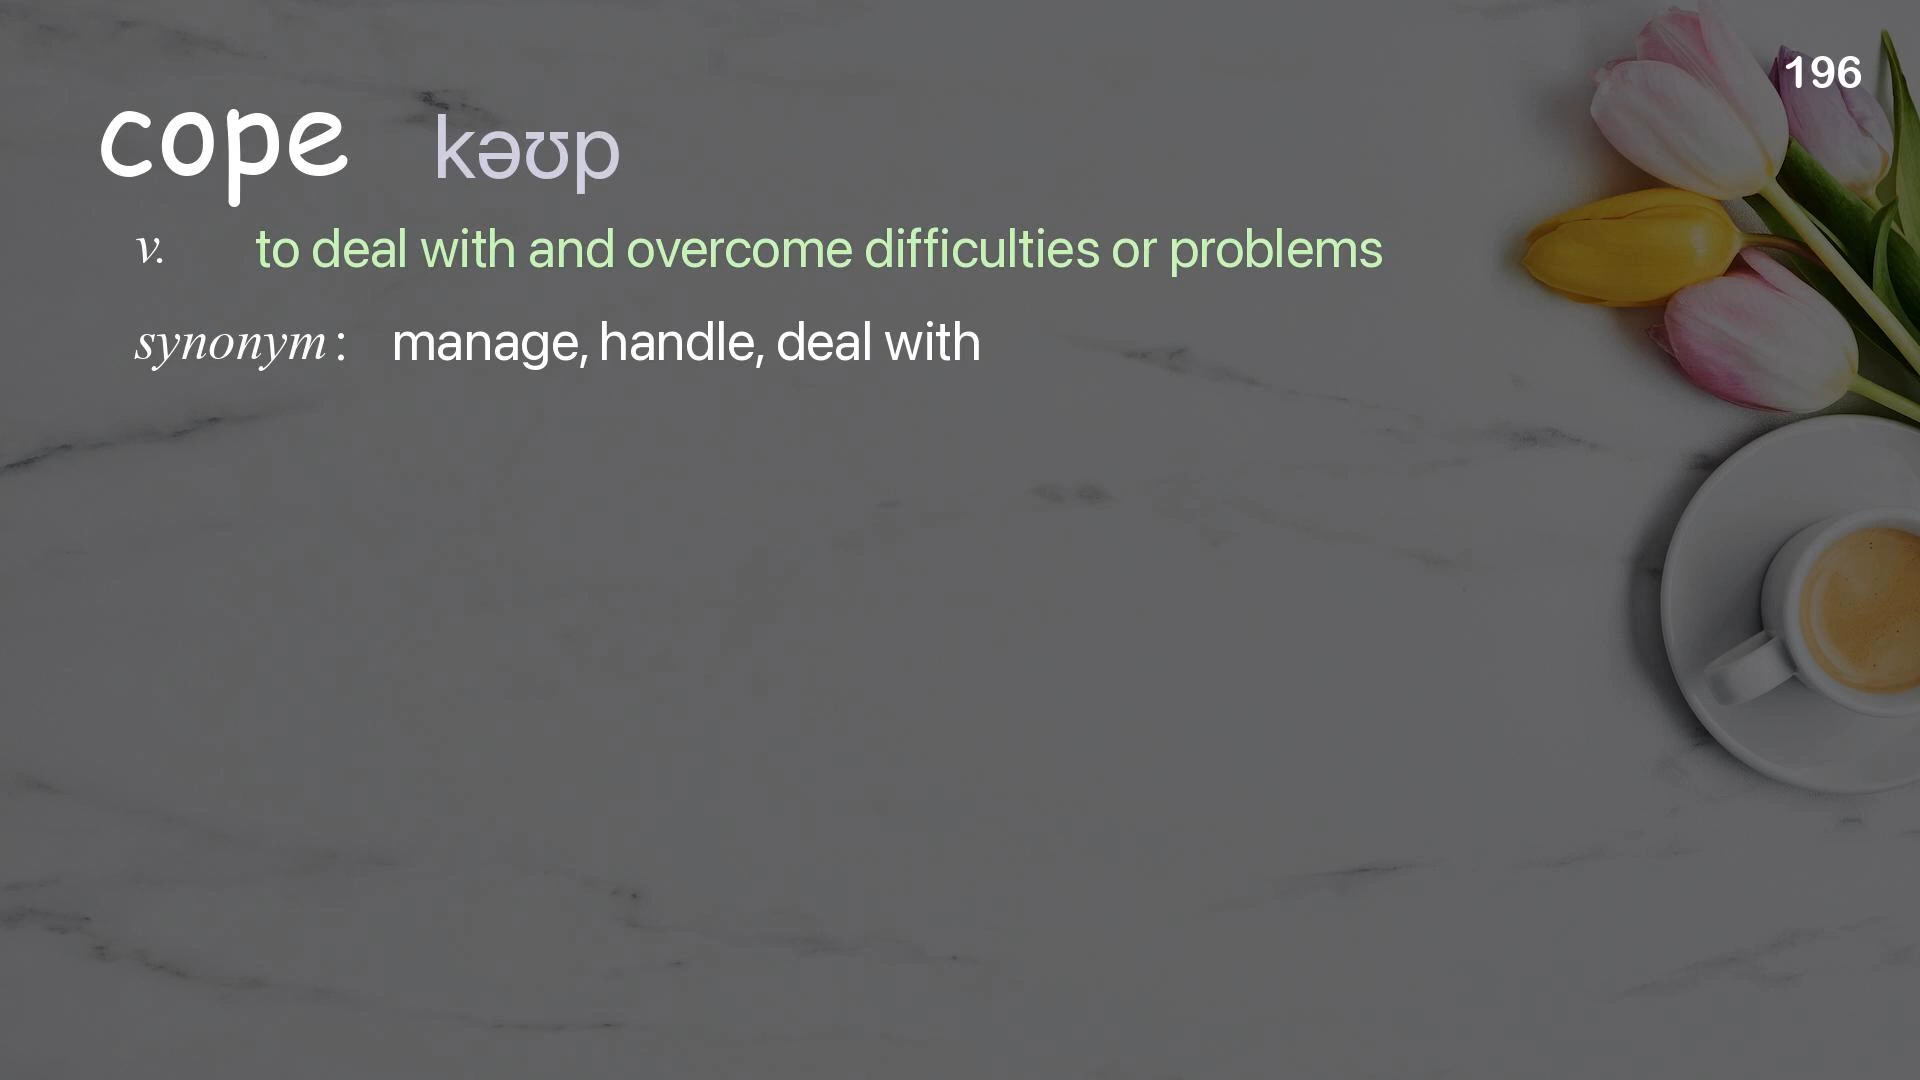 196
cope kəʊp
v. to deal with and overcome difficulties or problems
synonym: manage, handle, deal with